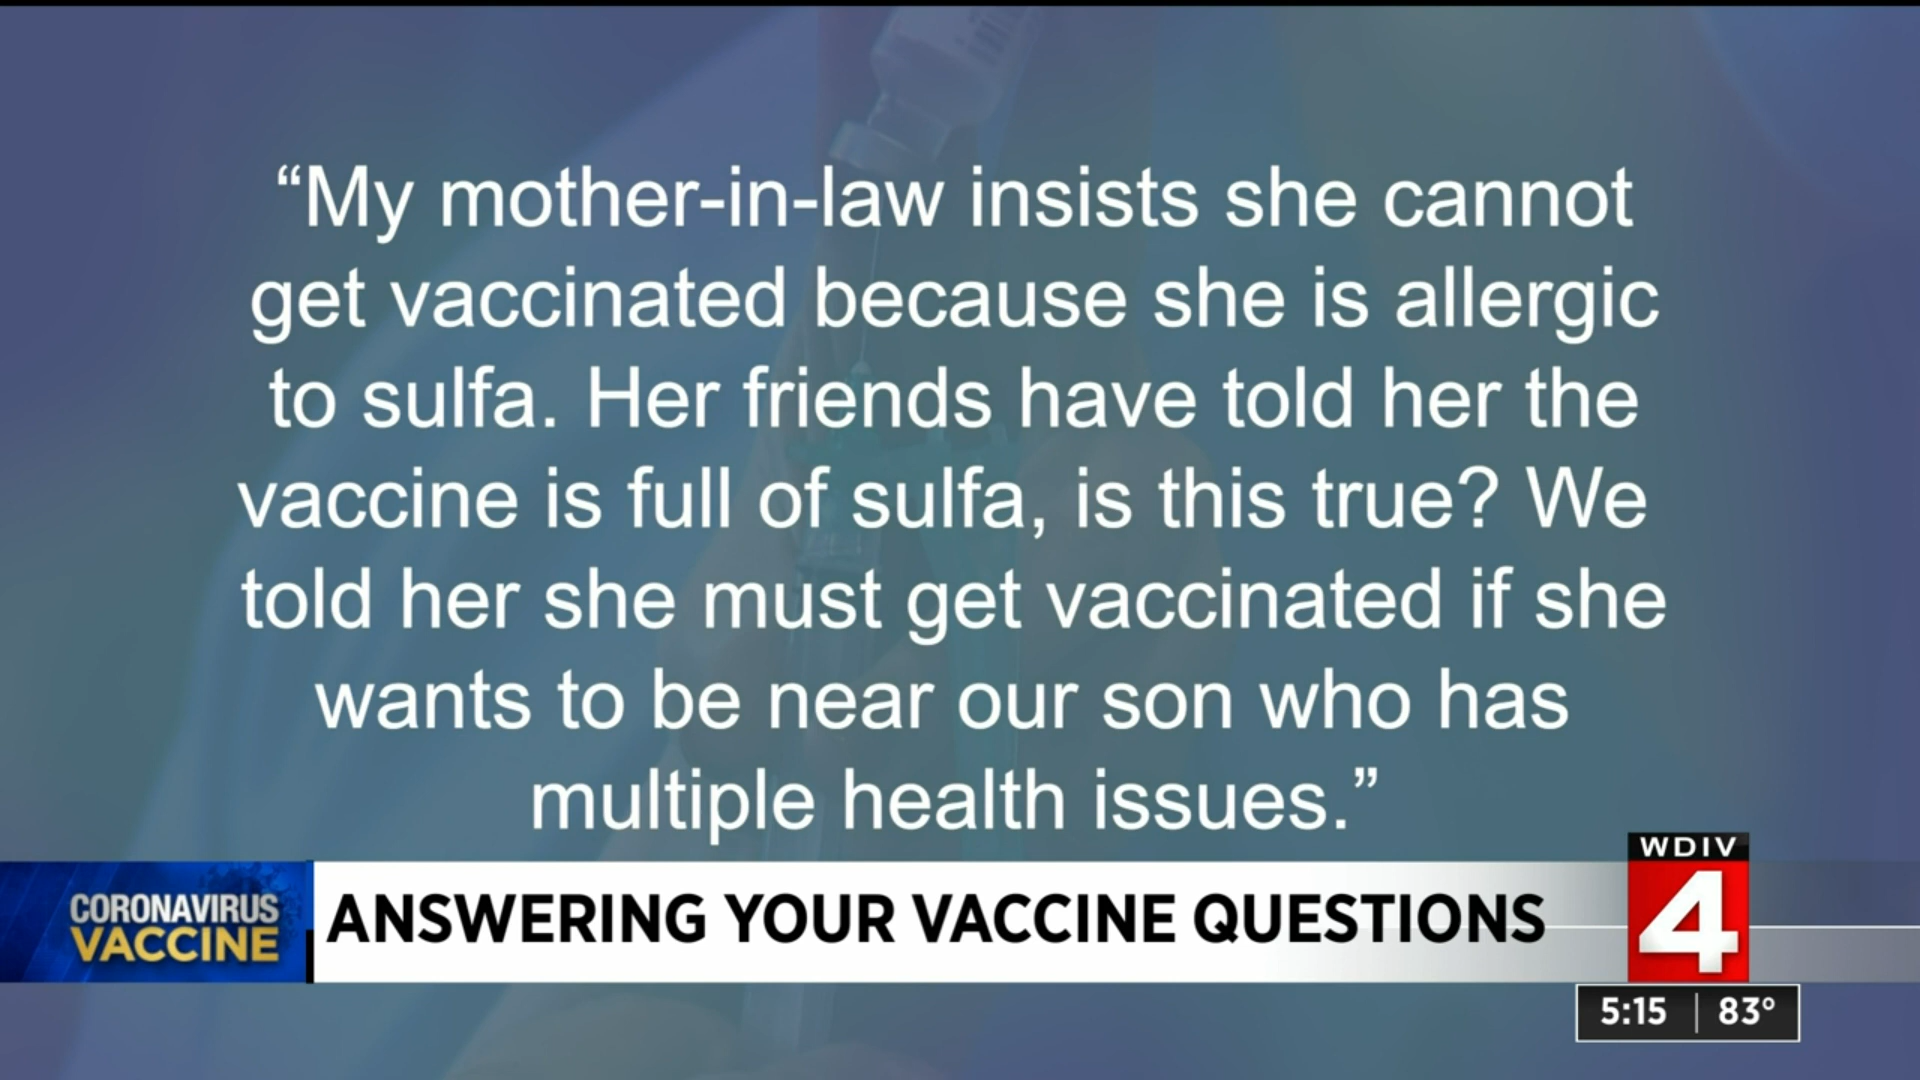 “My mother-in-law insists she cannot
get vaccinated because she is allergic
to sulfa. Her friends have told her the
vaccine is full of sulfa, is this true? We
told her she must get vaccinated if she
wants to be near our son who has
multiple health issues.”
WDIV
4
CORONAVIRUS
VACCINE
ANSWERING YOUR VACCINE QUESTIONS
5:15 83°